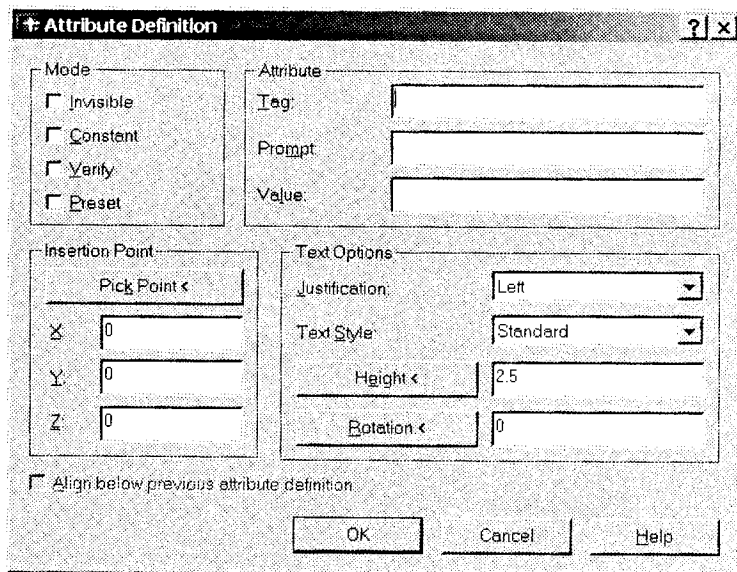 Attribute Definition
? x
Mode
Invisible
Constant
Verify
Preset
Attribute
Tag:
Prompt
Value:
Insertion Point
Pick Point <
X:
0
Y:
0
Z:
0
Text Options
Justification:
Left
Text Style:
Standard
Height <
2.5
Rotation <
0
Align below previous attribute definition
OK
Cancel
Help